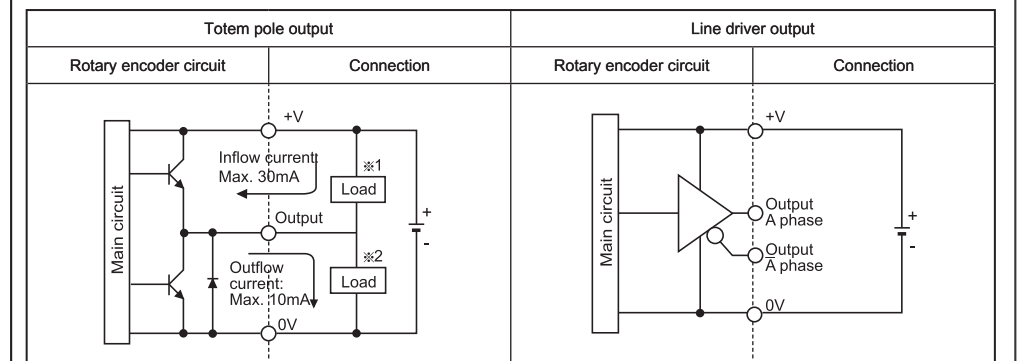 Totem pole output
Line driver output
Rotary encoder circuit
Connection
Rotary encoder circuit
Connection
Main circuit
+V
Inflow current:
Max. 30mA
※1
Load
Output
+
-
※2
Load
Outflow
current:
Max. 10mA
0V
Main circuit
+V
Output
A phase
Output
A̅ phase
+
-
0V